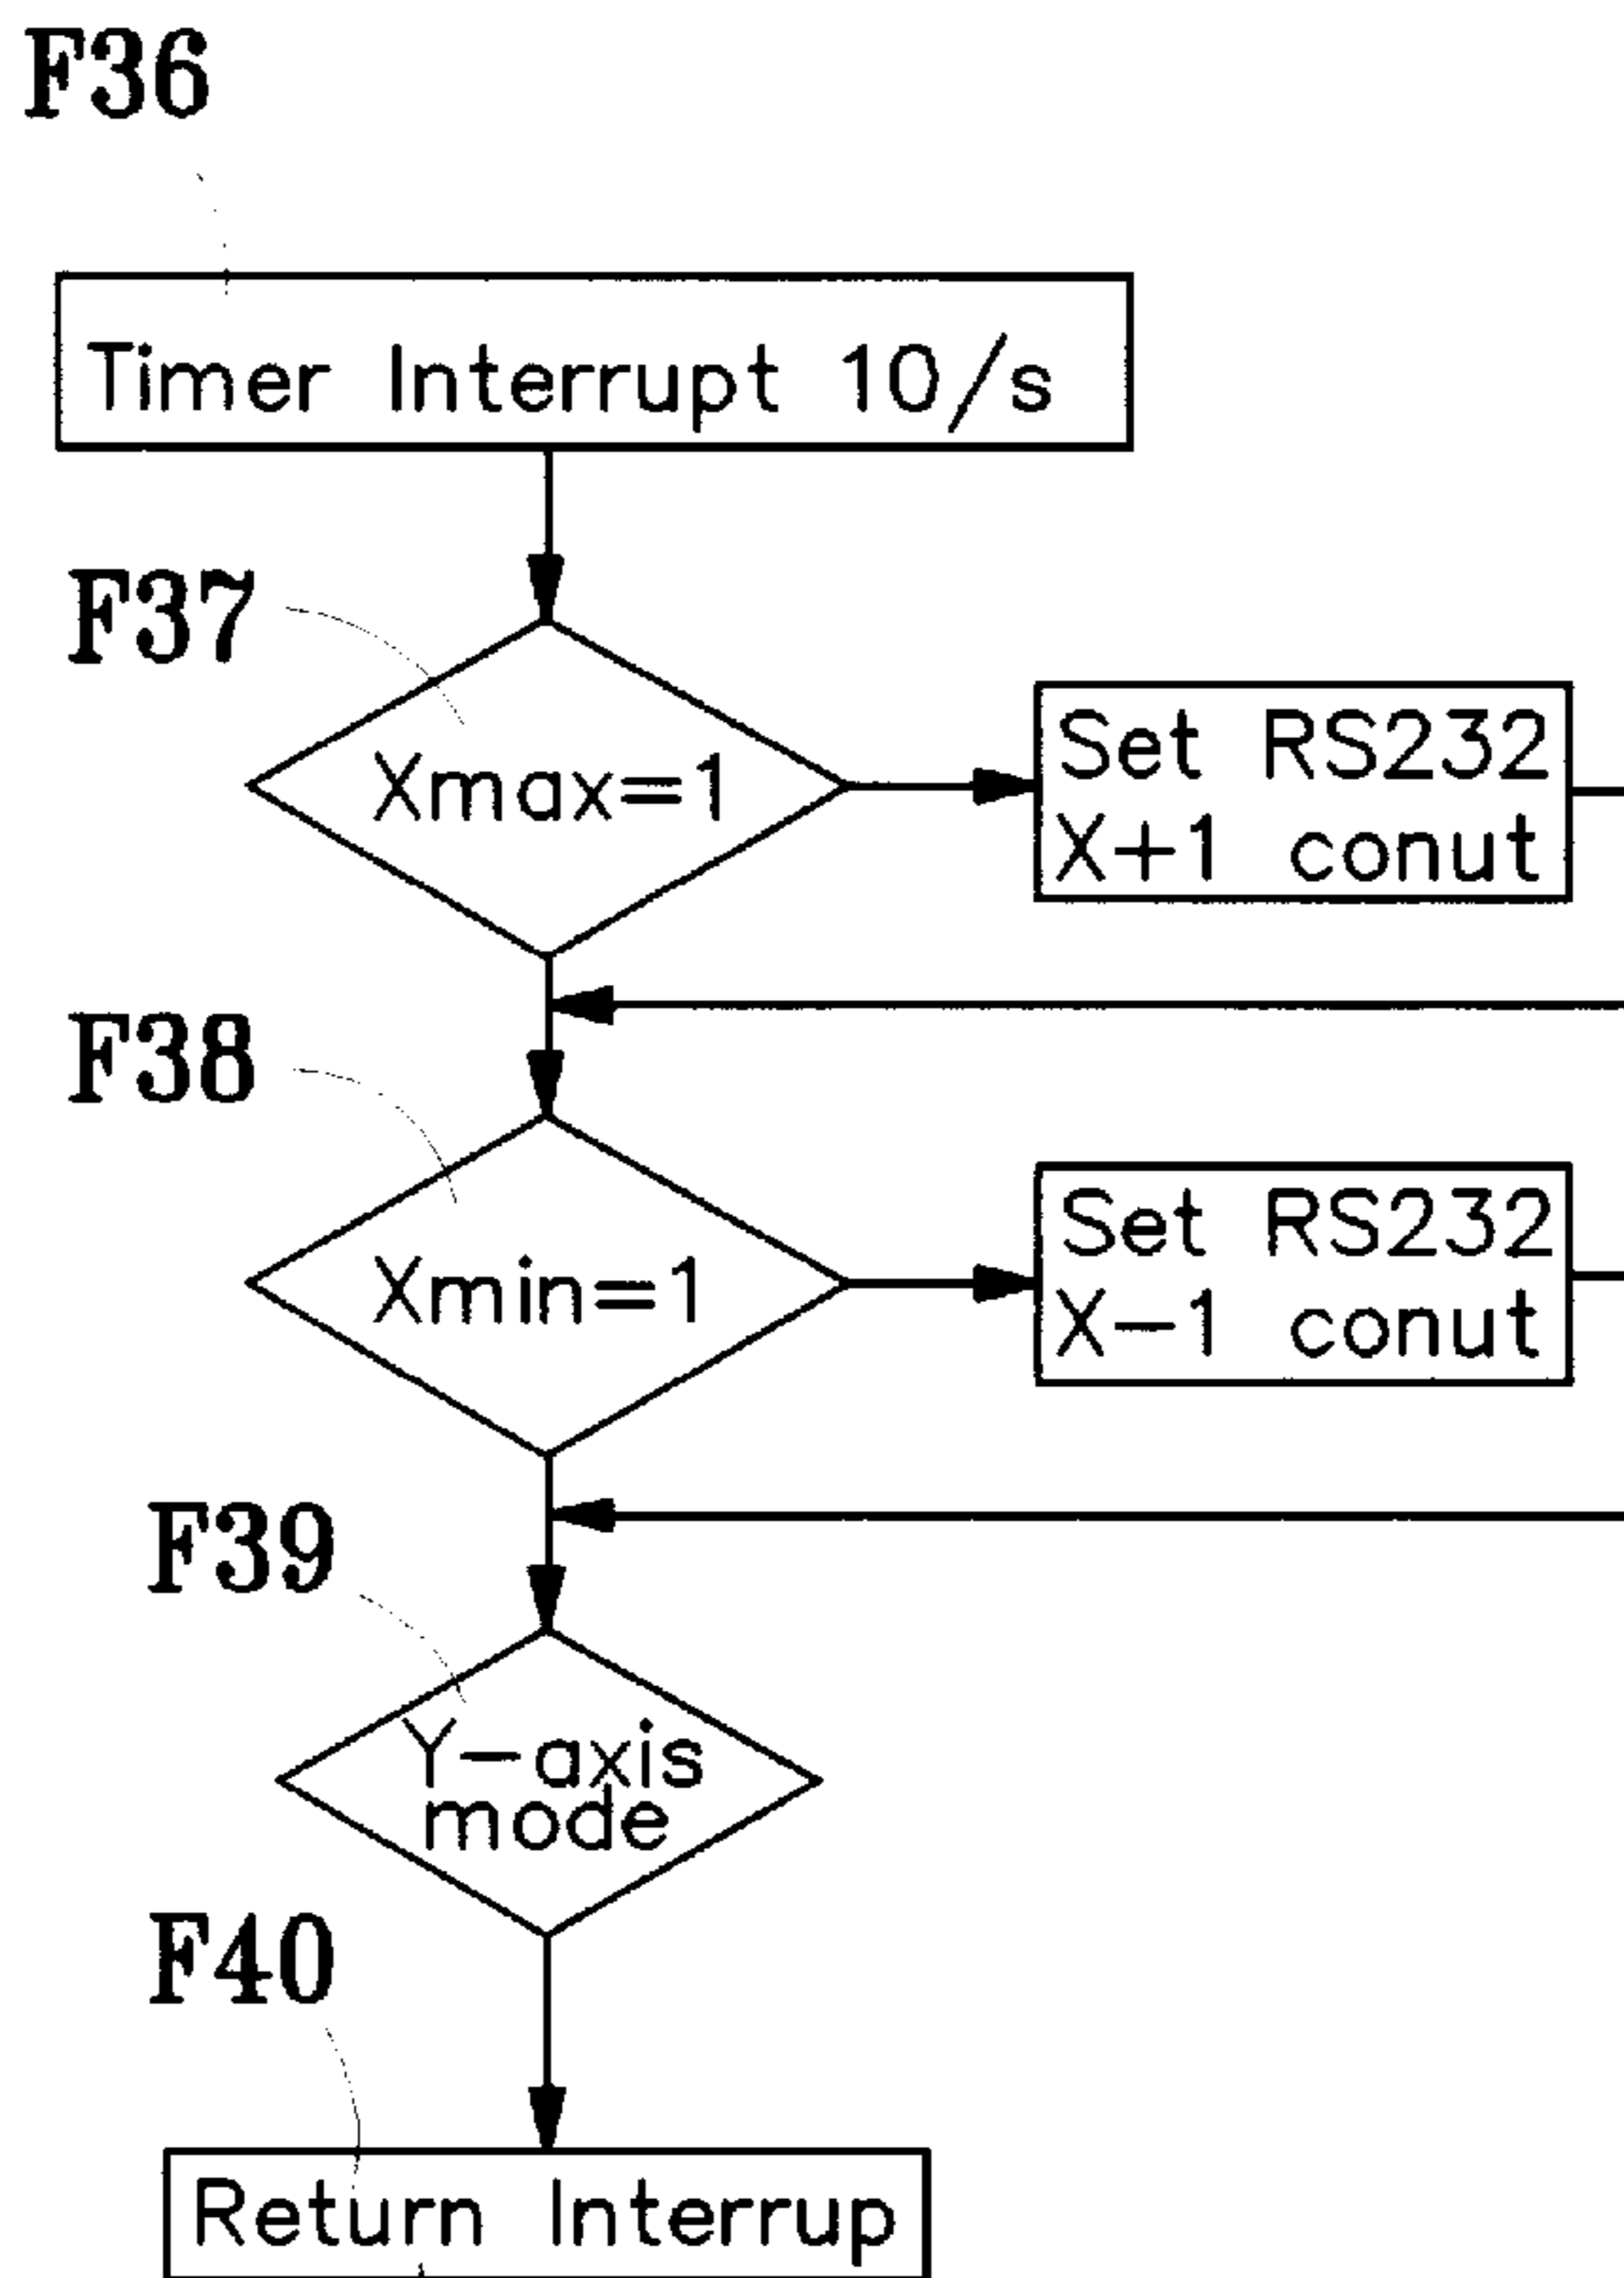 F36
Timer Interrupt 10/s
F37
Xmax=1
Set RS232
X+1 conut
F38
Xmin=1
Set RS232
X-1 conut
F39
Y-axis
mode
F40
Return Interrup